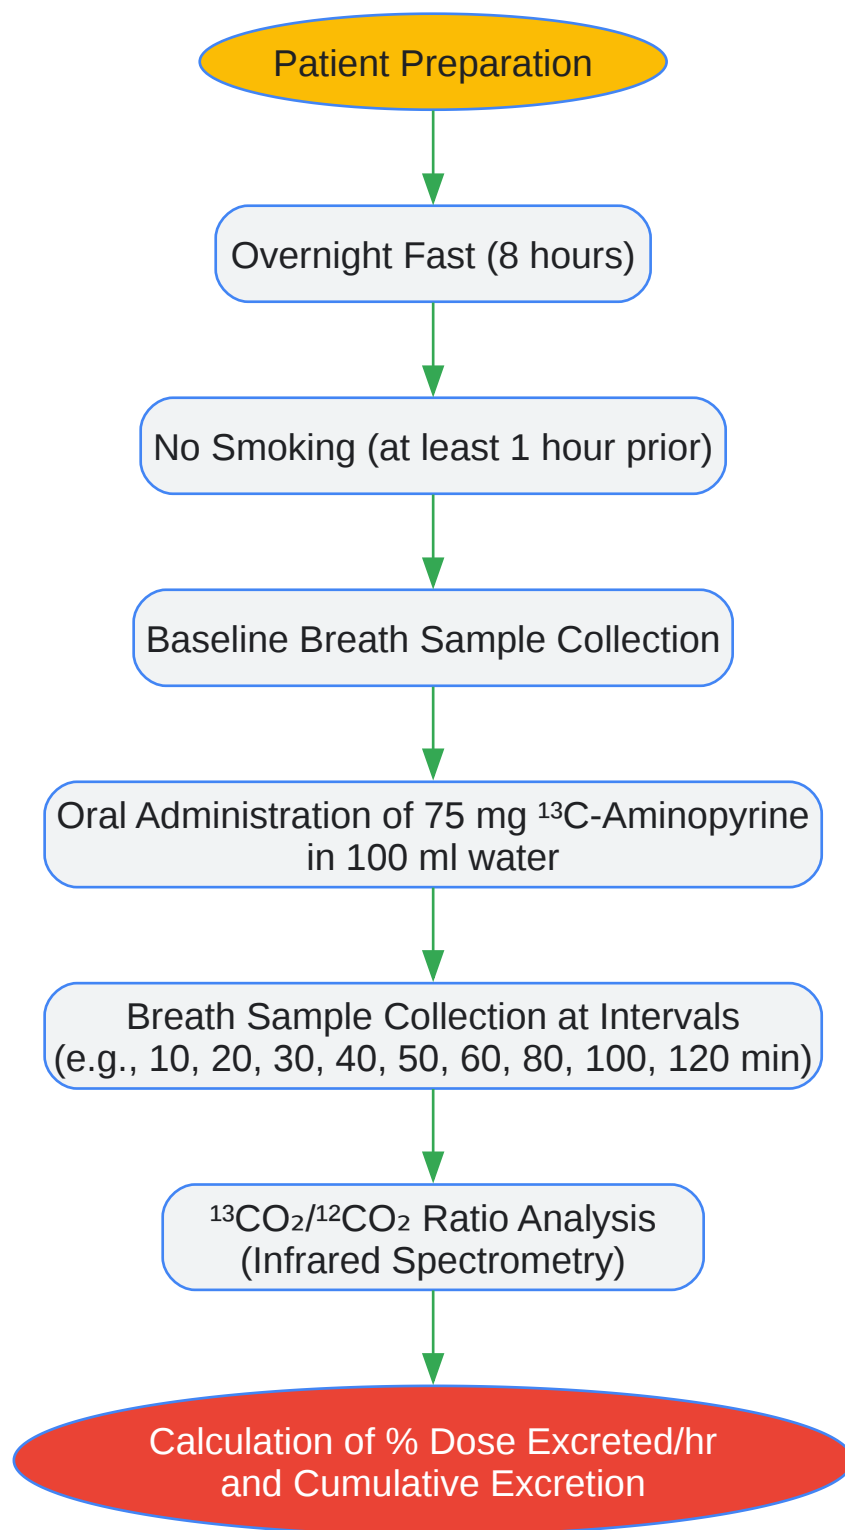 Patient Preparation
Overnight Fast (8 hours)
No Smoking (at least 1 hour prior)
Baseline Breath Sample Collection
Oral Administration of 75 mg ¹³C-Aminopyrine
in 100 ml water
Breath Sample Collection at Intervals
(e.g., 10, 20, 30, 40, 50, 60, 80, 100, 120 min)
¹³CO₂/¹²CO₂ Ratio Analysis
(Infrared Spectrometry)
Calculation of % Dose Excreted/hr
and Cumulative Excretion